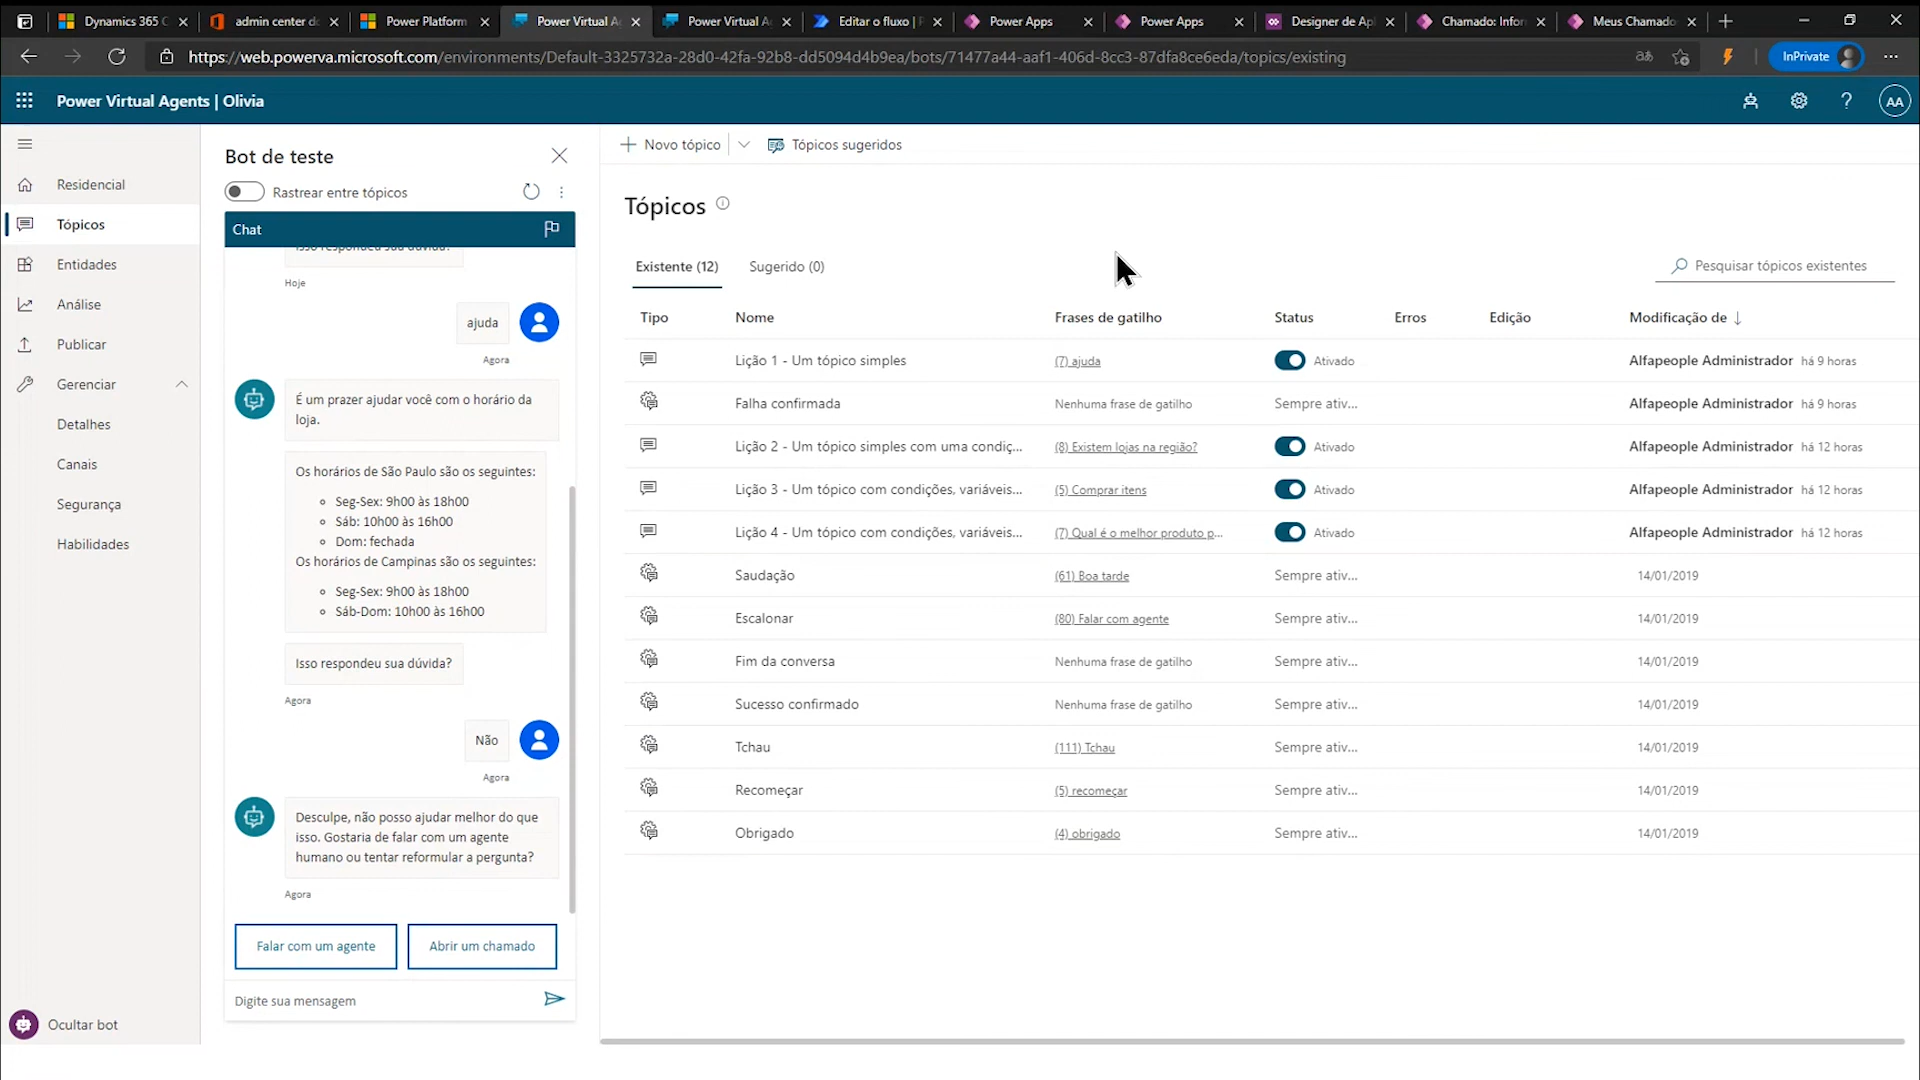 Dynamics 365 C
admin center do
Power Platform
Power Virtual A
Power Virtual A
Editar o fluxo | P
Power Apps
Power Apps
Designer de Apl
Chamado: Infor
Meus Chamado
https://web.powerva.microsoft.com/environments/Default-3325732a-28d0-42fa-92b8-dd5094d4b9ea/bots/71477a44-aaf1-406d-8cc3-87dfa8ce6eda/topics/existing
InPrivate
Power Virtual Agents | Olivia
AA
Residencial
Tópicos
Entidades
Análise
Publicar
Gerenciar
Detalhes
Canais
Segurança
Habilidades
Ocultar bot
Bot de teste
Rastrear entre tópicos
Chat
Isso respondeu sua dúvida?
Hoje
ajuda
Agora
É um prazer ajudar você com o horário da
loja.
Os horários de São Paulo são os seguintes:
Seg-Sex: 9h00 às 18h00
Sáb: 10h00 às 16h00
Dom: fechada
Os horários de Campinas são os seguintes:
Seg-Sex: 9h00 às 18h00
Sáb-Dom: 10h00 às 16h00
Isso respondeu sua dúvida?
Agora
Não
Agora
Desculpe, não posso ajudar melhor do que
isso. Gostaria de falar com um agente
humano ou tentar reformular a pergunta?
Agora
Falar com um agente
Abrir um chamado
Digite sua mensagem
Novo tópico
Tópicos sugeridos
Tópicos
Existente (12)
Sugerido (0)
Pesquisar tópicos existentes
Tipo Nome Frases de gatilho Status Erros Edição Modificação de ↓
Lição 1 - Um tópico simples (7) ajuda Ativado Alfapeople Administrador há 9 horas
Falha confirmada Nenhuma frase de gatilho Sempre ativ... Alfapeople Administrador há 9 horas
Lição 2 - Um tópico simples com uma condiç... (8) Existem lojas na região? Ativado Alfapeople Administrador há 12 horas
Lição 3 - Um tópico com condições, variáveis... (5) Comprar itens Ativado Alfapeople Administrador há 12 horas
Lição 4 - Um tópico com condições, variáveis... (7) Qual é o melhor produto p... Ativado Alfapeople Administrador há 12 horas
Saudação (61) Boa tarde Sempre ativ... 14/01/2019
Escalonar (80) Falar com agente Sempre ativ... 14/01/2019
Fim da conversa Nenhuma frase de gatilho Sempre ativ... 14/01/2019
Sucesso confirmado Nenhuma frase de gatilho Sempre ativ... 14/01/2019
Tchau (111) Tchau Sempre ativ... 14/01/2019
Recomeçar (5) recomeçar Sempre ativ... 14/01/2019
Obrigado (4) obrigado Sempre ativ... 14/01/2019